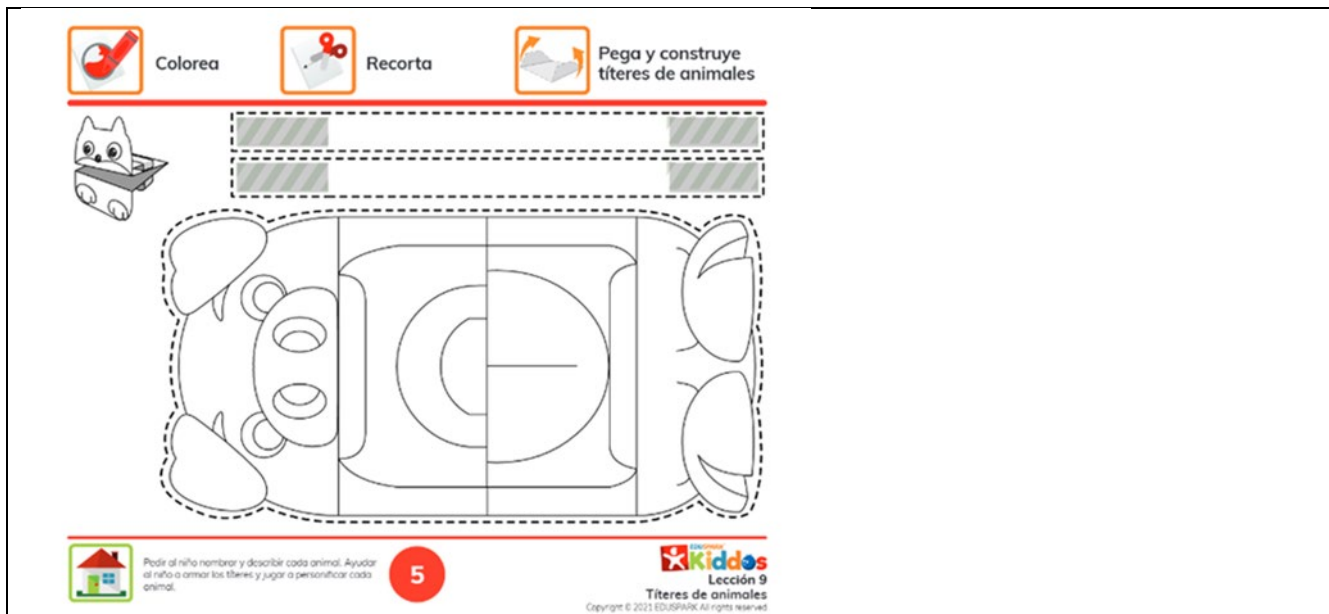 Colorea
Recorta
Pega y construye
títeres de animales
Pedir al niño nombrar y describir cada animal. Ayudar
al niño a armar los títeres y jugar a personificar cada
animal.
5
EDUSPARK
Kiddos
Lección 9
Títeres de animales
Copyright © 2021 EDUSPARK All rights reserved